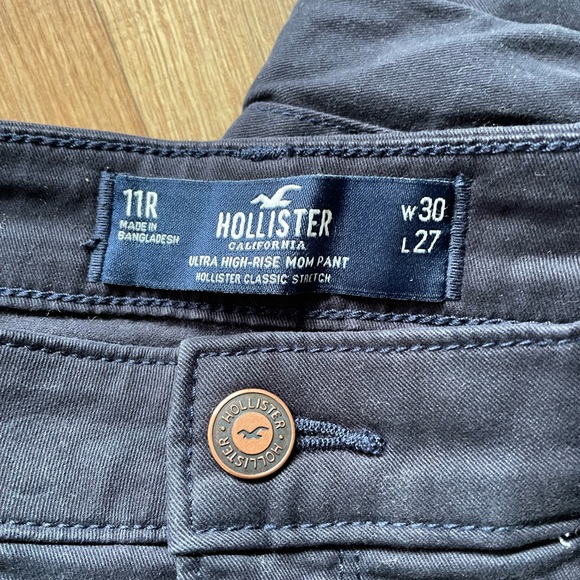 11R
MADE IN
BANGLADESH
HOLLISTER
CALIFORNIA
ULTRA HIGH-RISE MOM PANT
HOLLISTER CLASSIC STRETCH
W30
L27
HOLLISTER • HOLLISTER •